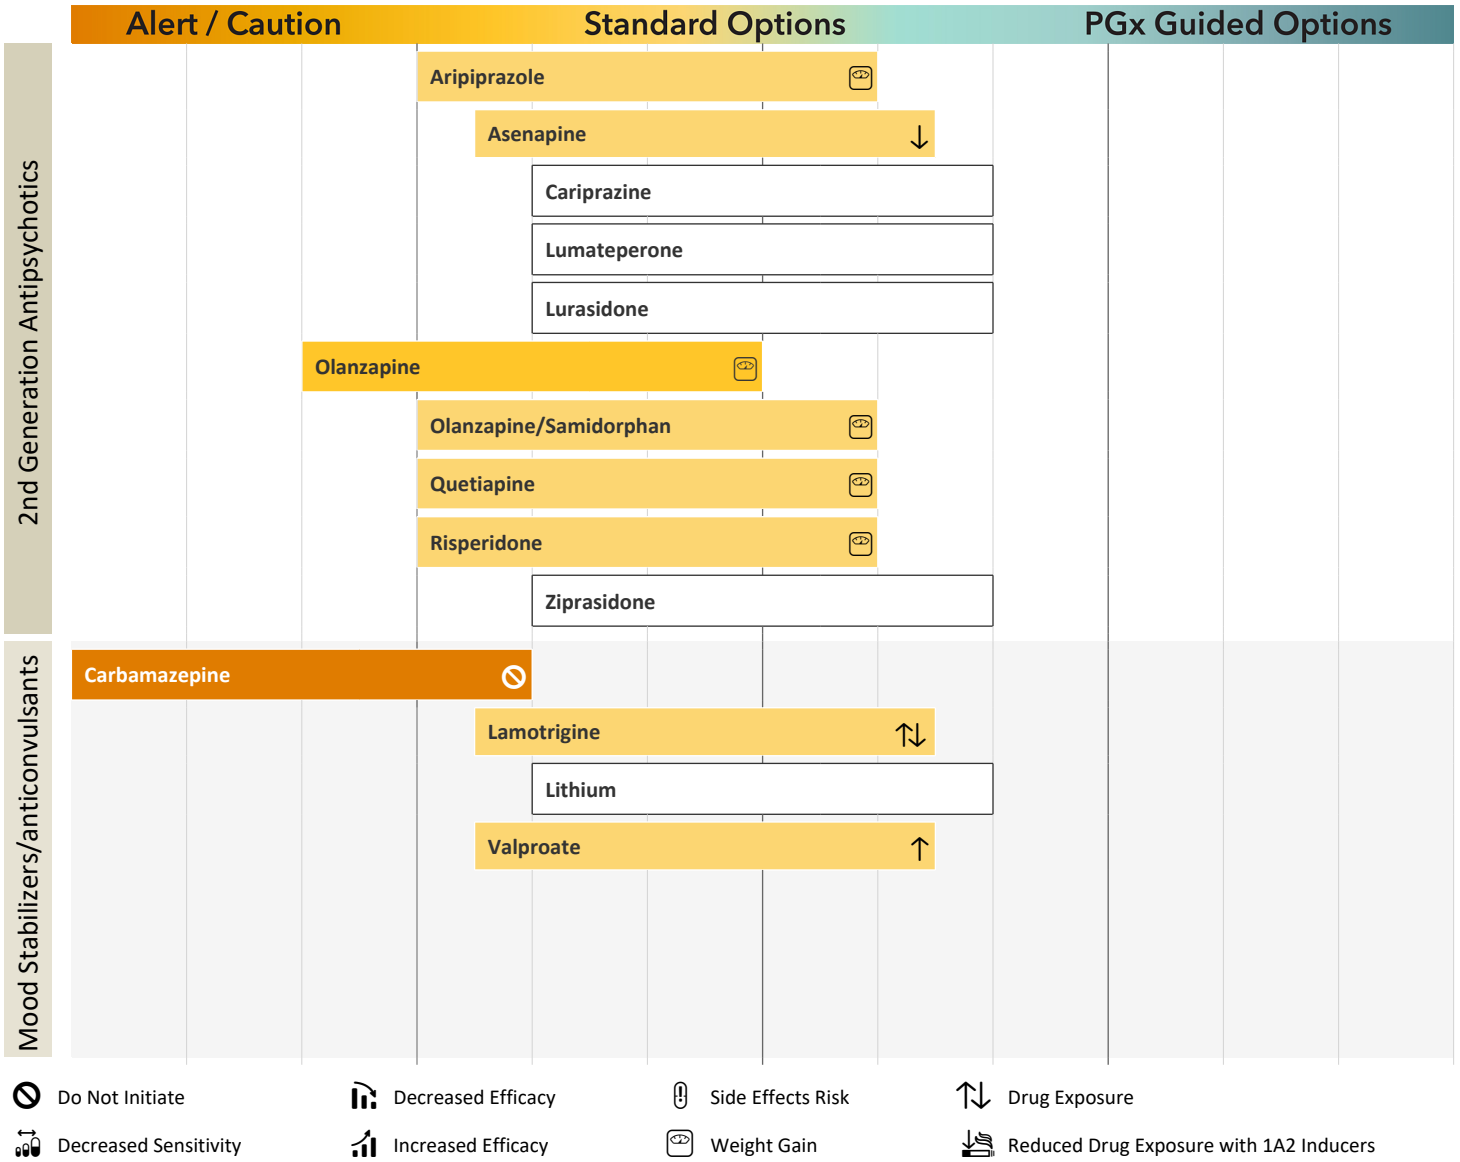 Alert / Caution Standard Options PGx Guided Options
2nd Generation Antipsychotics
Aripiprazole
Asenapine
Cariprazine
Lumateperone
Lurasidone
Olanzapine
Olanzapine/Samidorphan
Quetiapine
Risperidone
Ziprasidone
Mood Stabilizers/anticonvulsants
Carbamazepine
Lamotrigine
Lithium
Valproate
Do Not Initiate Decreased Efficacy Side Effects Risk Drug Exposure
Decreased Sensitivity Increased Efficacy Weight Gain Reduced Drug Exposure with 1A2 Inducers